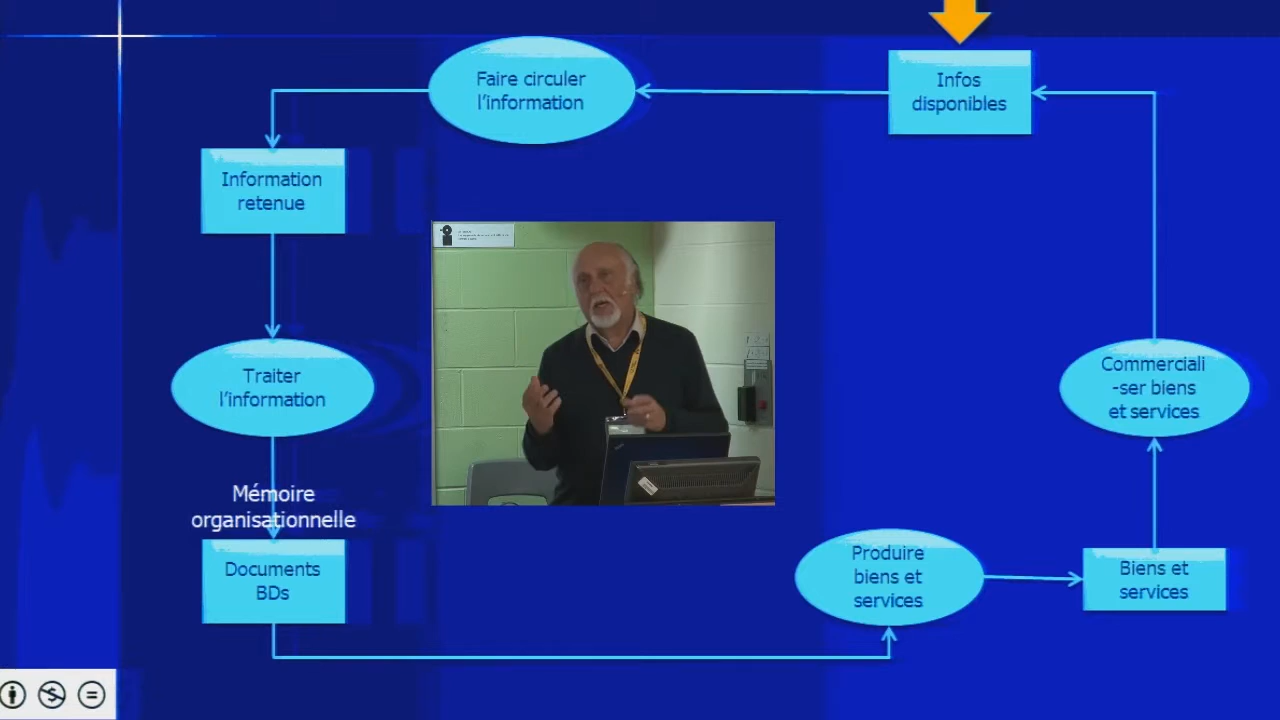 Faire circuler
l'information
Infos
disponibles
Information
retenue
Traiter
l'information
Commerciali
-ser biens
et services
Mémoire
organisationnelle
Documents
BDs
Produire
biens et
services
Biens et
services